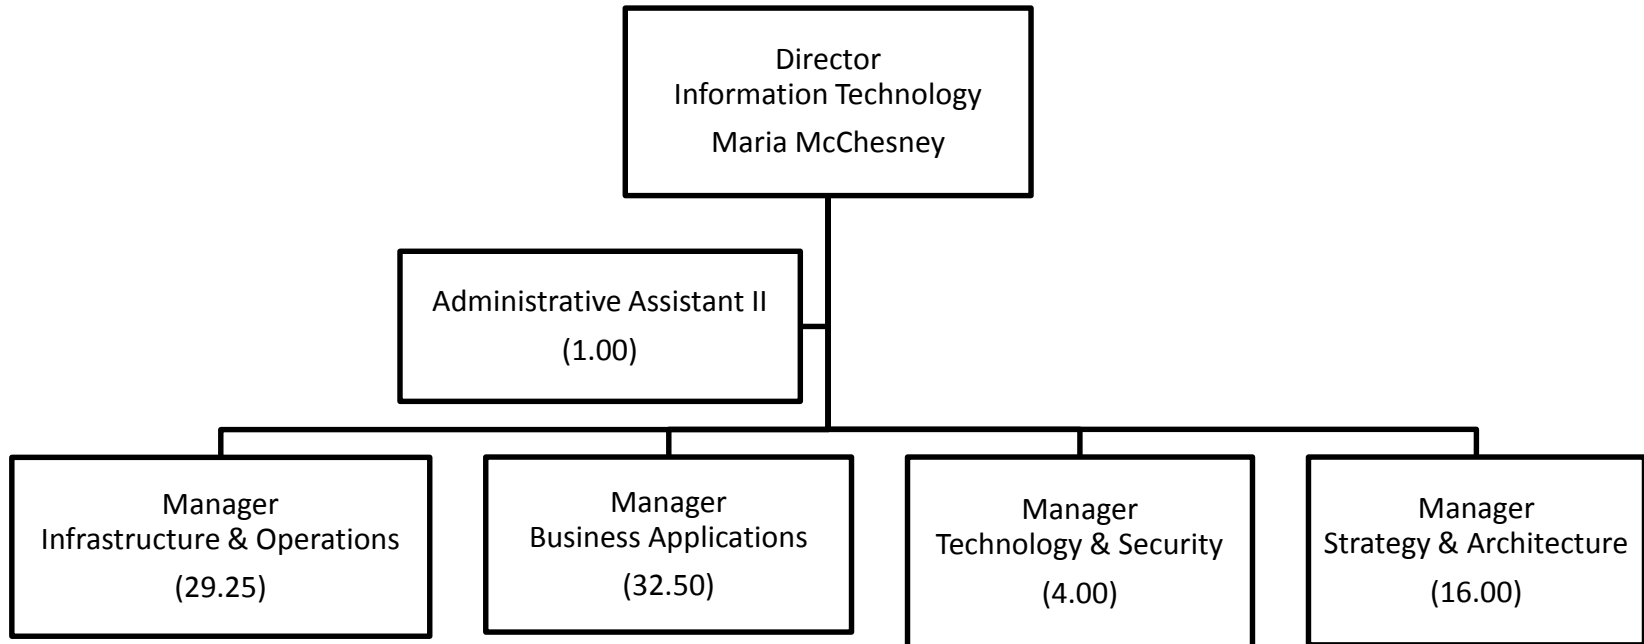 Director
Information Technology
Maria McChesney
Administrative Assistant II
(1.00)
Manager
Infrastructure & Operations
(29.25)
Manager
Business Applications
(32.50)
Manager
Technology & Security
(4.00)
Manager
Strategy & Architecture
(16.00)